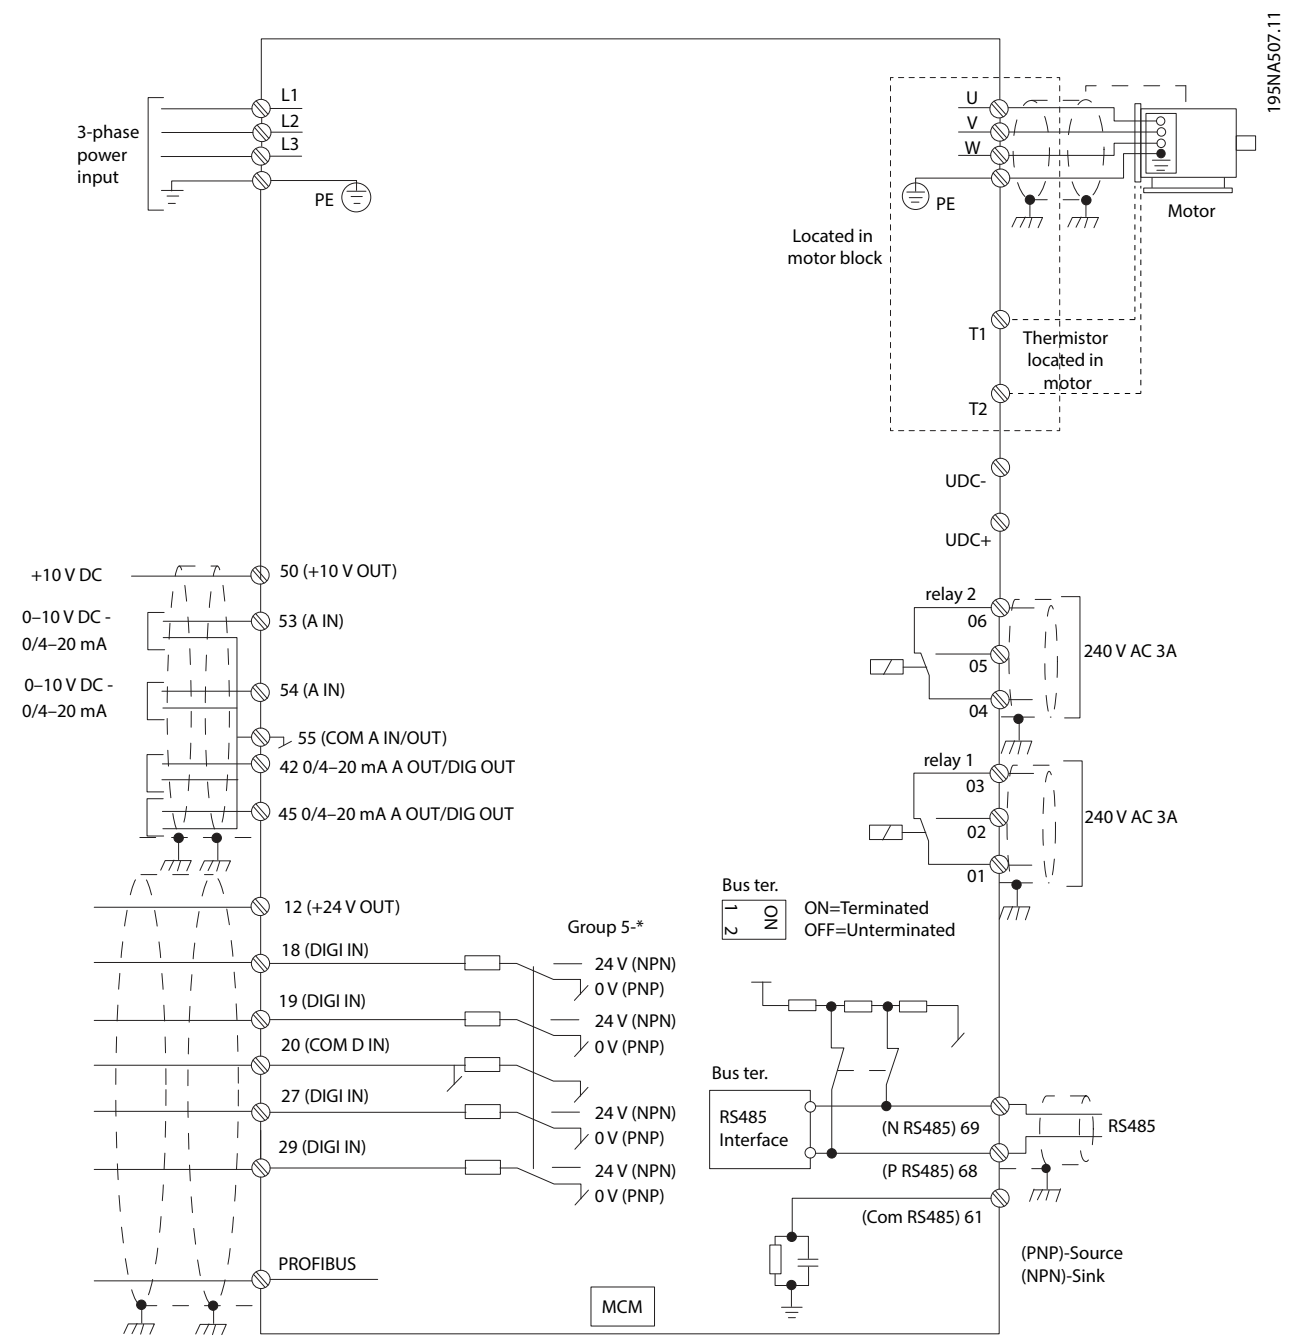 195NA507.11
3-phase
power
input
L1
L2
L3
PE
U
V
W
PE
Motor
Located in
motor block
T1
Thermistor
located in
motor
T2
UDC-
UDC+
+10 V DC
50 (+10 V OUT)
0–10 V DC -
0/4–20 mA
53 (A IN)
0–10 V DC -
0/4–20 mA
54 (A IN)
55 (COM A IN/OUT)
42 0/4–20 mA A OUT/DIG OUT
45 0/4–20 mA A OUT/DIG OUT
relay 2
06
05
04
240 V AC 3A
relay 1
03
02
01
240 V AC 3A
12 (+24 V OUT)
18 (DIGI IN)
19 (DIGI IN)
20 (COM D IN)
27 (DIGI IN)
29 (DIGI IN)
PROFIBUS
Group 5-*
24 V (NPN)
0 V (PNP)
24 V (NPN)
0 V (PNP)
24 V (NPN)
0 V (PNP)
24 V (NPN)
0 V (PNP)
Bus ter.
1 2 ON
ON=Terminated
OFF=Unterminated
Bus ter.
RS485
Interface
(N RS485) 69
(P RS485) 68
RS485
(Com RS485) 61
(PNP)-Source
(NPN)-Sink
MCM